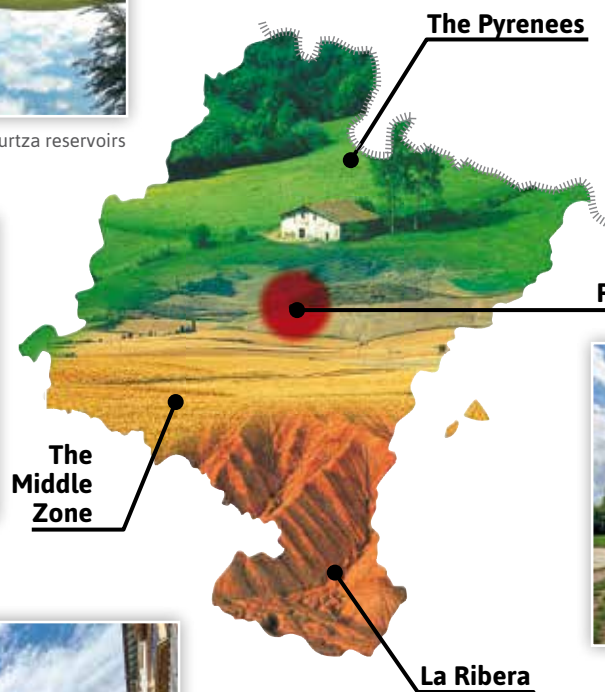 The Pyrenees
urtza reservoirs
P
The
Middle
Zone
La Ribera